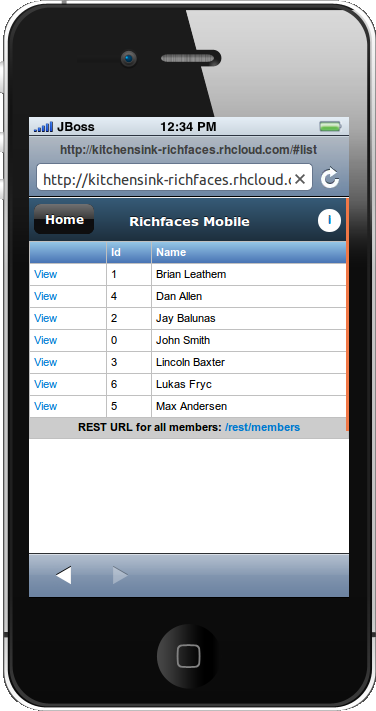 JBoss 12:34 PM
http://kitchensink-richfaces.rhcloud.com/#list
http://kitchensink-richfaces.rhcloud.c
Home Richfaces Mobile I
Id Name
View 1 Brian Leathem
View 4 Dan Allen
View 2 Jay Balunas
View 0 John Smith
View 3 Lincoln Baxter
View 6 Lukas Fryc
View 5 Max Andersen
REST URL for all members: /rest/members